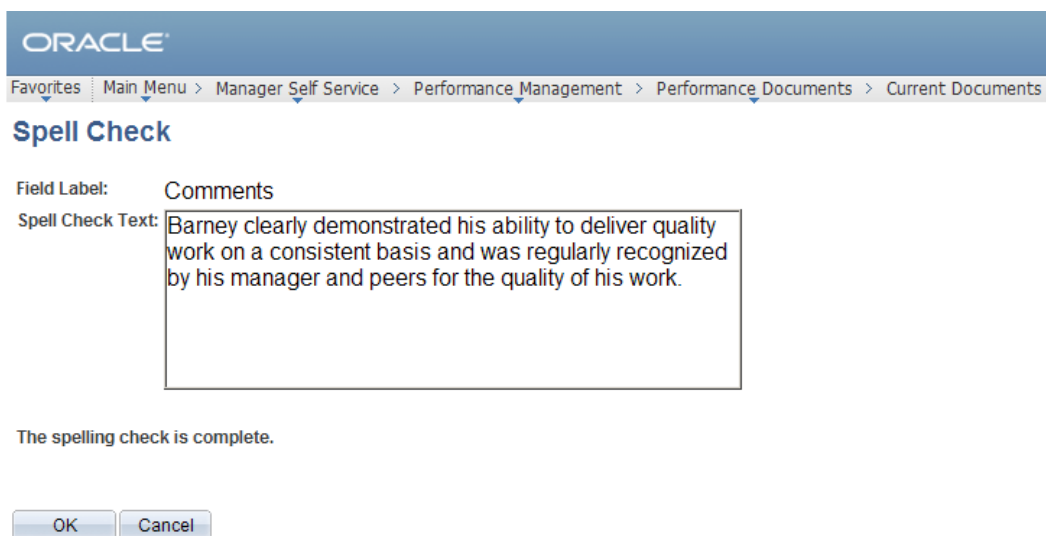 ORACLE
Favorites Main Menu > Manager Self Service > Performance Management > Performance Documents > Current Documents
Spell Check
Field Label: Comments
Spell Check Text: Barney clearly demonstrated his ability to deliver quality
work on a consistent basis and was regularly recognized
by his manager and peers for the quality of his work.
The spelling check is complete.
OK Cancel